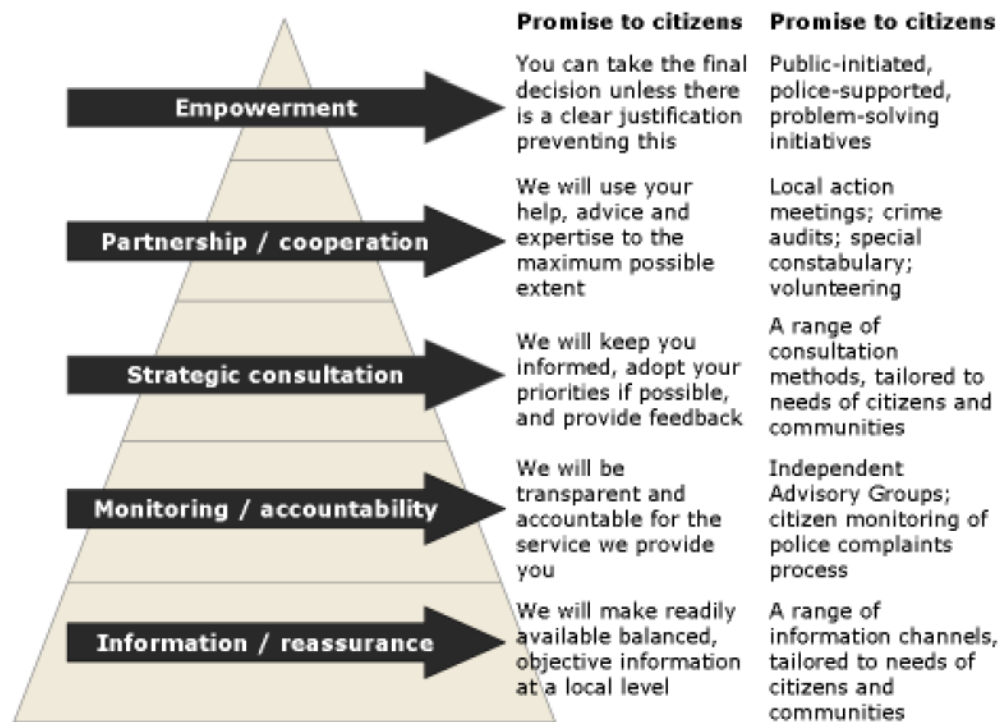 Promise to citizens
Promise to citizens
Empowerment
You can take the final
decision unless there
is a clear justification
preventing this
Public-initiated,
police-supported,
problem-solving
initiatives
Partnership / cooperation
We will use your
help, advice and
expertise to the
maximum possible
extent
Local action
meetings; crime
audits; special
constabulary;
volunteering
Strategic consultation
We will keep you
informed, adopt your
priorities if possible,
and provide feedback
A range of
consultation
methods, tailored to
needs of citizens and
communities
Monitoring / accountability
We will be
transparent and
accountable for the
service we provide
you
Independent
Advisory Groups;
citizen monitoring of
police complaints
process
Information / reassurance
We will make readily
available balanced,
objective information
at a local level
A range of
information channels,
tailored to needs of
citizens and
communities